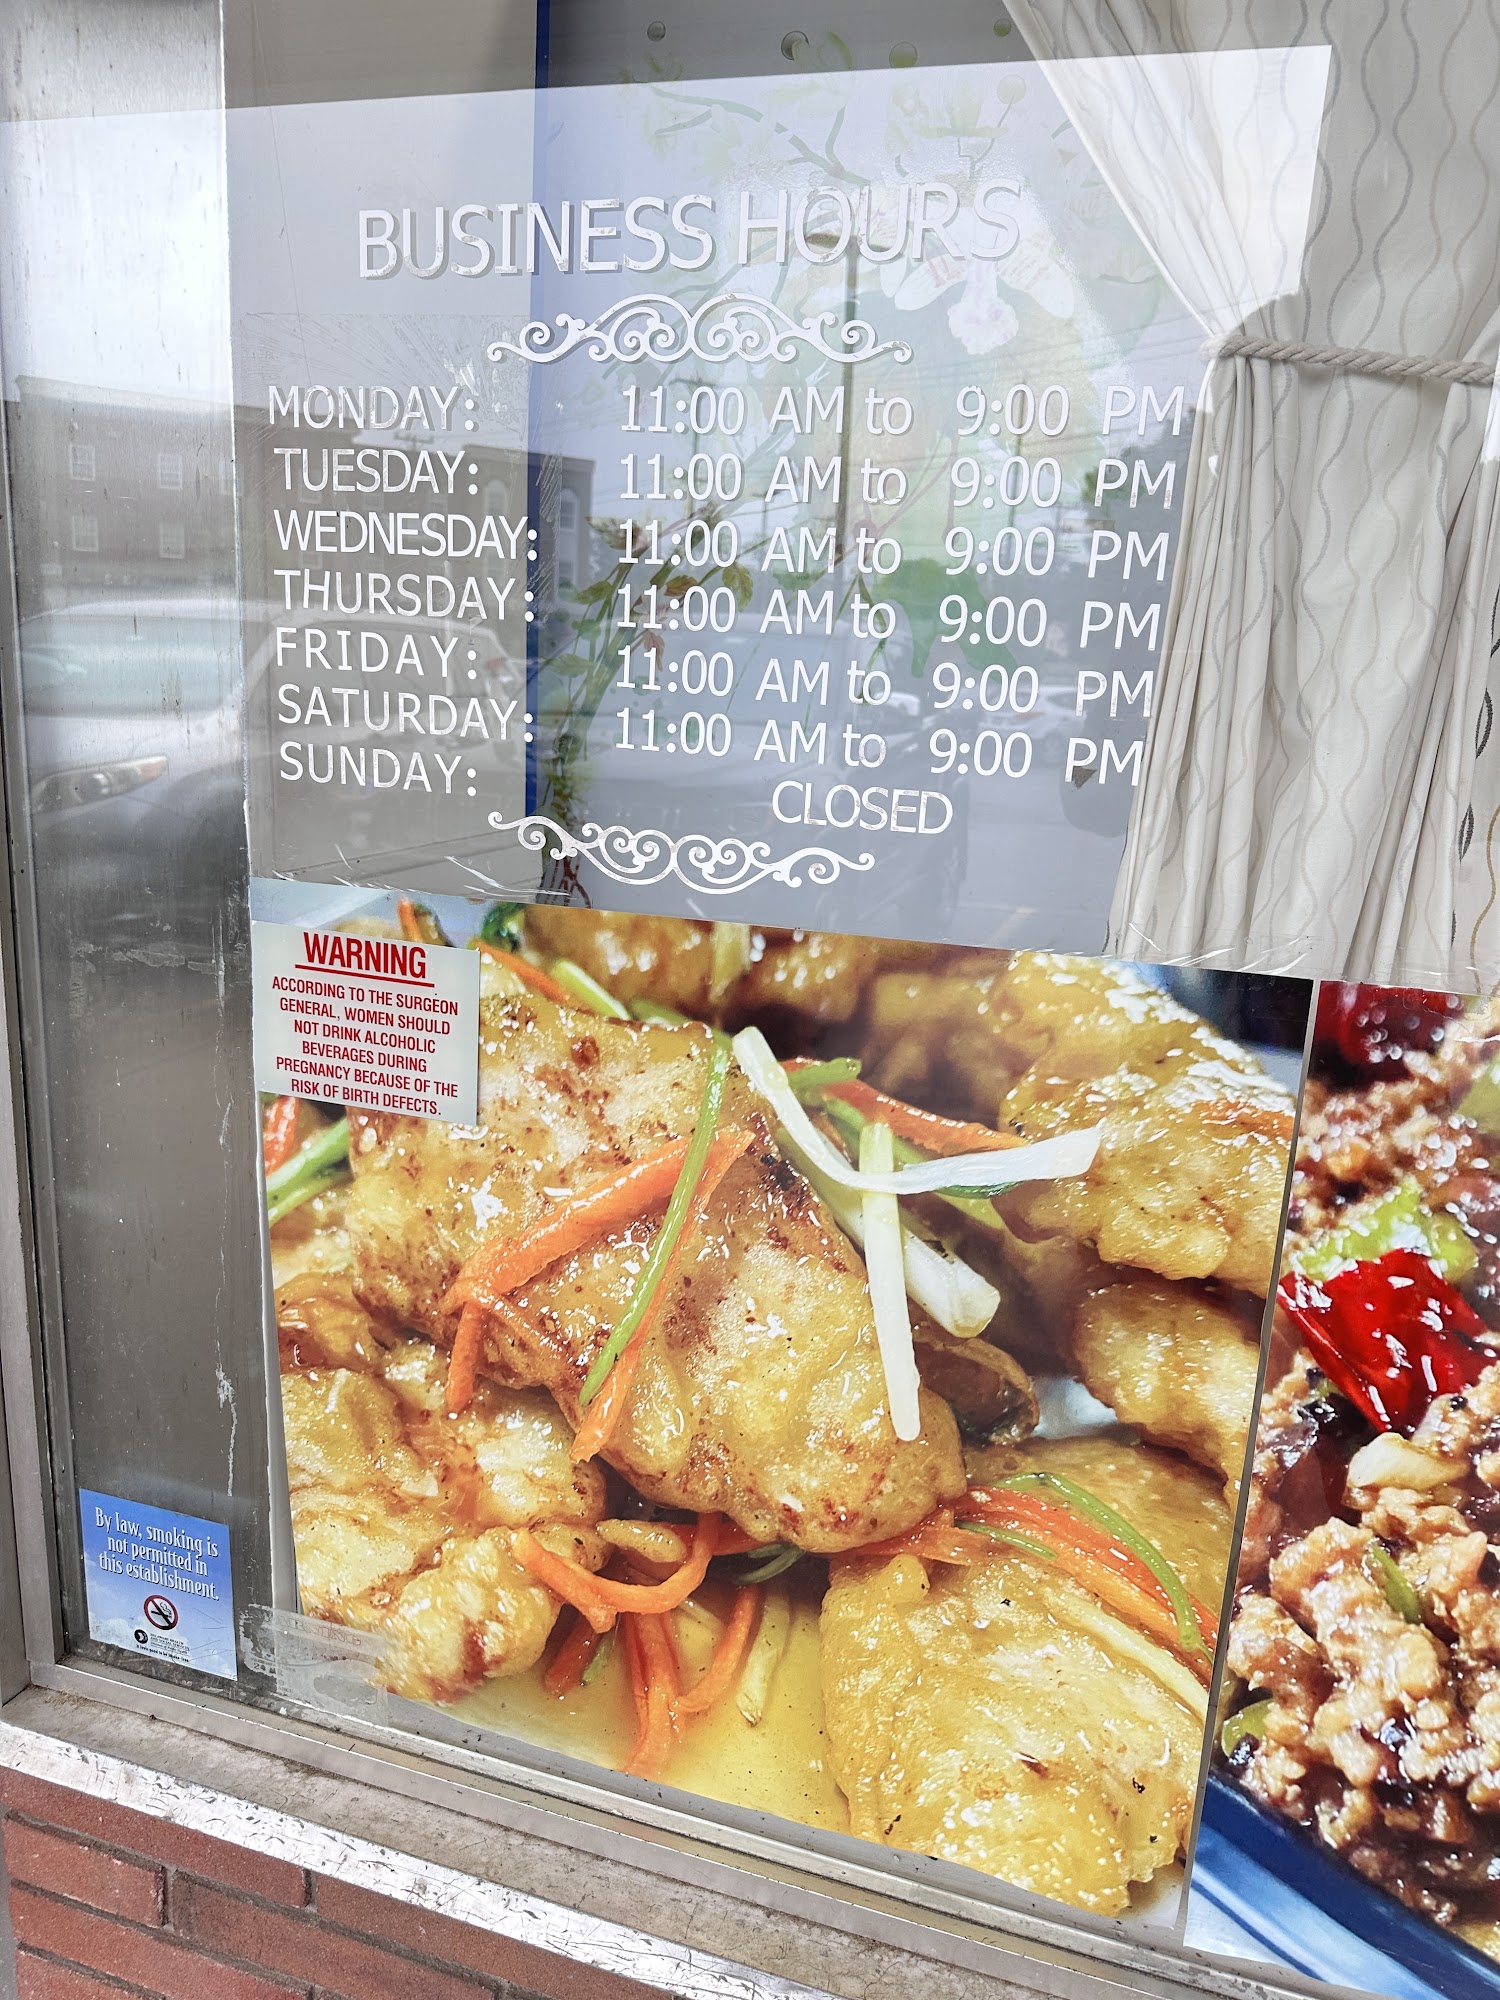 BUSINESS HOURS
MONDAY: 11:00 AM to 9:00 PM
TUESDAY: 11:00 AM to 9:00 PM
WEDNESDAY: 11:00 AM to 9:00 PM
THURSDAY: 11:00 AM to 9:00 PM
FRIDAY: 11:00 AM to 9:00 PM
SATURDAY: 11:00 AM to 9:00 PM
SUNDAY: CLOSED
WARNING
ACCORDING TO THE SURGEON
GENERAL, WOMEN SHOULD
NOT DRINK ALCOHOLIC
BEVERAGES DURING
PREGNANCY BECAUSE OF THE
RISK OF BIRTH DEFECTS.
By law, smoking is
not permitted in
this establishment.